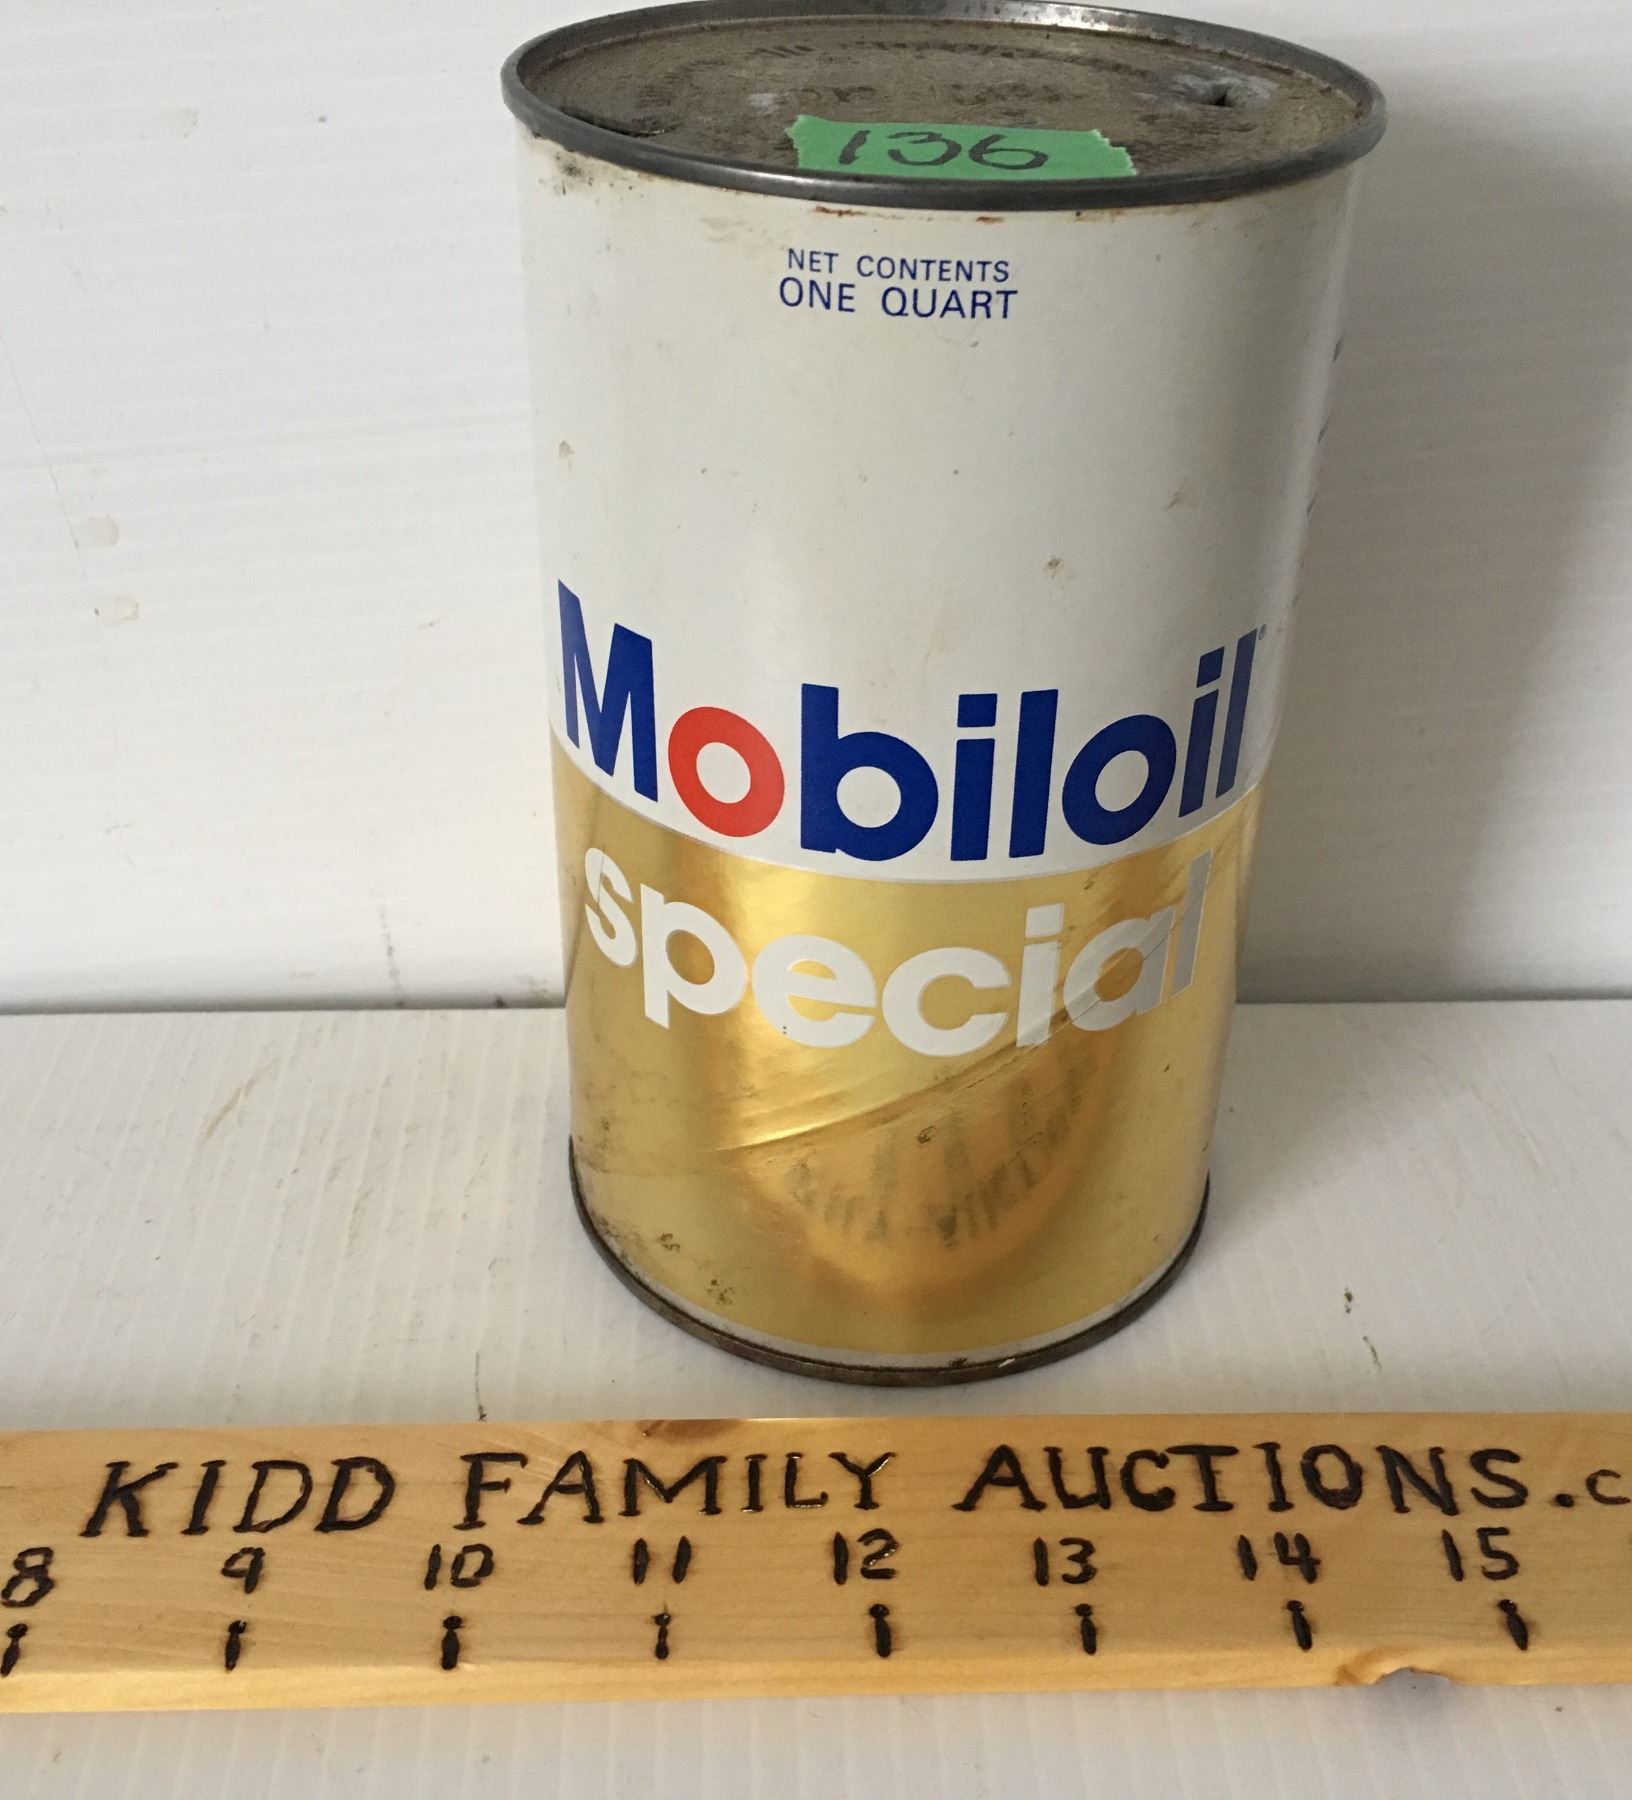 136
NET CONTENTS
ONE QUART
Mobiloil®
special
KIDD FAMILY AUCTIONS.c
8 9 10 11 12 13 14 15